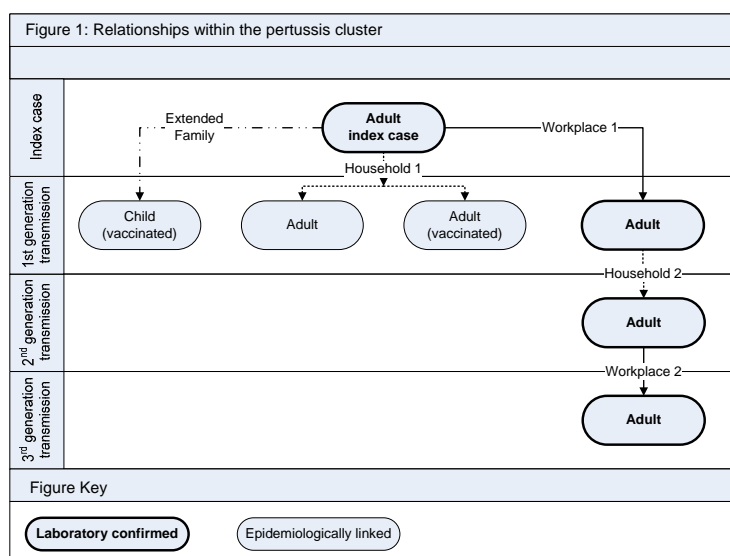 Figure 1: Relationships within the pertussis cluster
Index case
Extended
Family
Adult
index case
Workplace 1
Household 1
1st generation
transmission
Child
(vaccinated)
Adult
Adult
(vaccinated)
Adult
Household 2
2nd generation
transmission
Adult
Workplace 2
3rd generation
transmission
Adult
Figure Key
Laboratory confirmed
Epidemiologically linked